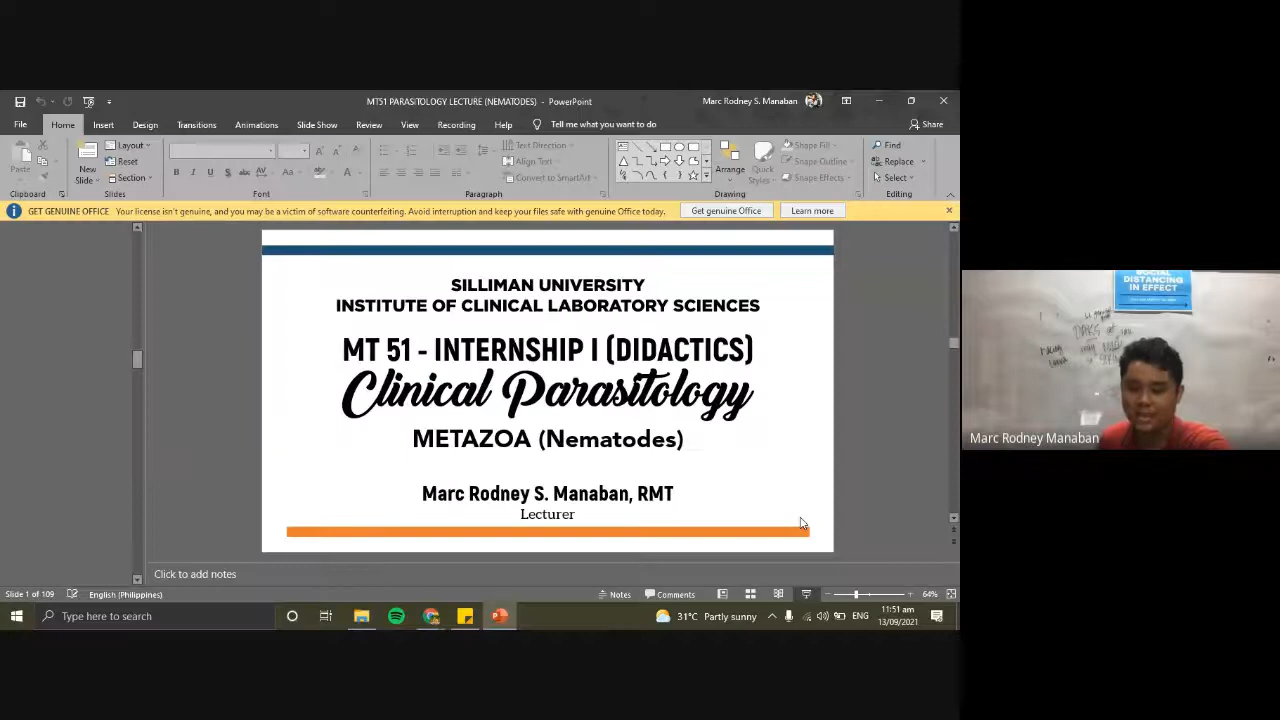 MT51 PARASITOLOGY LECTURE (NEMATODES) - PowerPoint
Marc Rodney S. Manaban
File Home Insert Design Transitions Animations Slide Show Review View Recording Help Tell me what you want to do Share
Paste
New Slide
Layout
Reset
Section
Text Direction
Align Text
Convert to SmartArt
Arrange
Quick Styles
Shape Fill
Shape Outline
Shape Effects
Find
Replace
Select
Clipboard Slides Font Paragraph Drawing Editing
GET GENUINE OFFICE Your license isn't genuine, and you may be a victim of software counterfeiting. Avoid interruption and keep your files safe with genuine Office today. Get genuine Office Learn more
SILLIMAN UNIVERSITY
INSTITUTE OF CLINICAL LABORATORY SCIENCES
MT 51 - INTERNSHIP I (DIDACTICS)
Clinical Parasitology
METAZOA (Nematodes)
Marc Rodney S. Manaban, RMT
Lecturer
Click to add notes
Slide 1 of 109 English (Philippines) Notes Comments 64%
Type here to search
31°C Partly sunny
ENG
11:51 am
13/09/2021
SOCIAL
DISTANCING
IN EFFECT
Marc Rodney Manaban